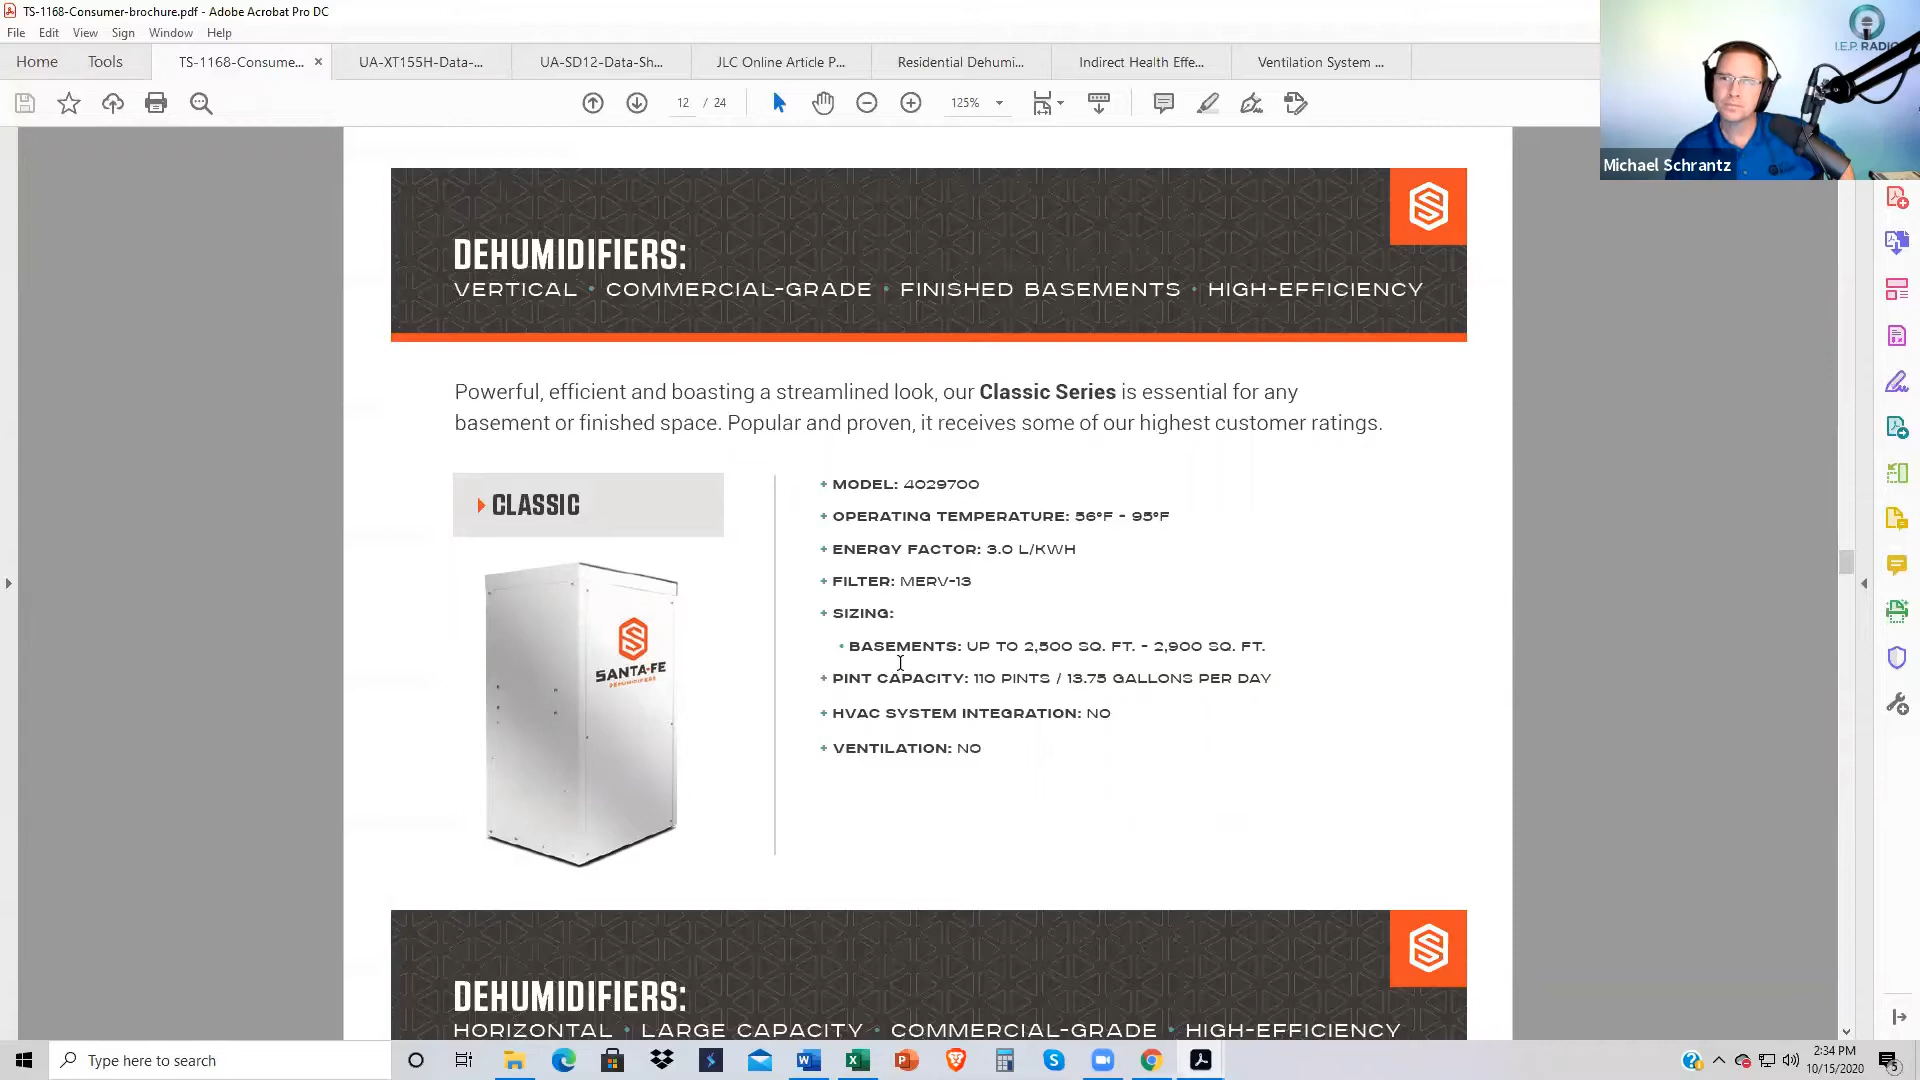 TS-1168-Consumer-brochure.pdf - Adobe Acrobat Pro DC
File Edit View Sign Window Help
Home Tools TS-1168-Consume... × UA-XT155H-Data-... UA-SD12-Data-Sh... JLC Online Article P... Residential Dehumi... Indirect Health Effe... Ventilation System ...
12 / 24 125%
I.E.P. RADIO
Michael Schrantz
DEHUMIDIFIERS:
VERTICAL • COMMERCIAL-GRADE • FINISHED BASEMENTS • HIGH-EFFICIENCY
Powerful, efficient and boasting a streamlined look, our Classic Series is essential for any
basement or finished space. Popular and proven, it receives some of our highest customer ratings.
CLASSIC
SANTA-FE
DEHUMIDIFIERS
+ MODEL: 4029700
+ OPERATING TEMPERATURE: 56°F - 95°F
+ ENERGY FACTOR: 3.0 L/KWH
+ FILTER: MERV-13
+ SIZING:
• BASEMENTS: UP TO 2,500 SQ. FT. - 2,900 SQ. FT.
+ PINT CAPACITY: 110 PINTS / 13.75 GALLONS PER DAY
+ HVAC SYSTEM INTEGRATION: NO
+ VENTILATION: NO
DEHUMIDIFIERS:
HORIZONTAL • LARGE CAPACITY • COMMERCIAL-GRADE • HIGH-EFFICIENCY
Type here to search
2:34 PM
10/15/2020
5